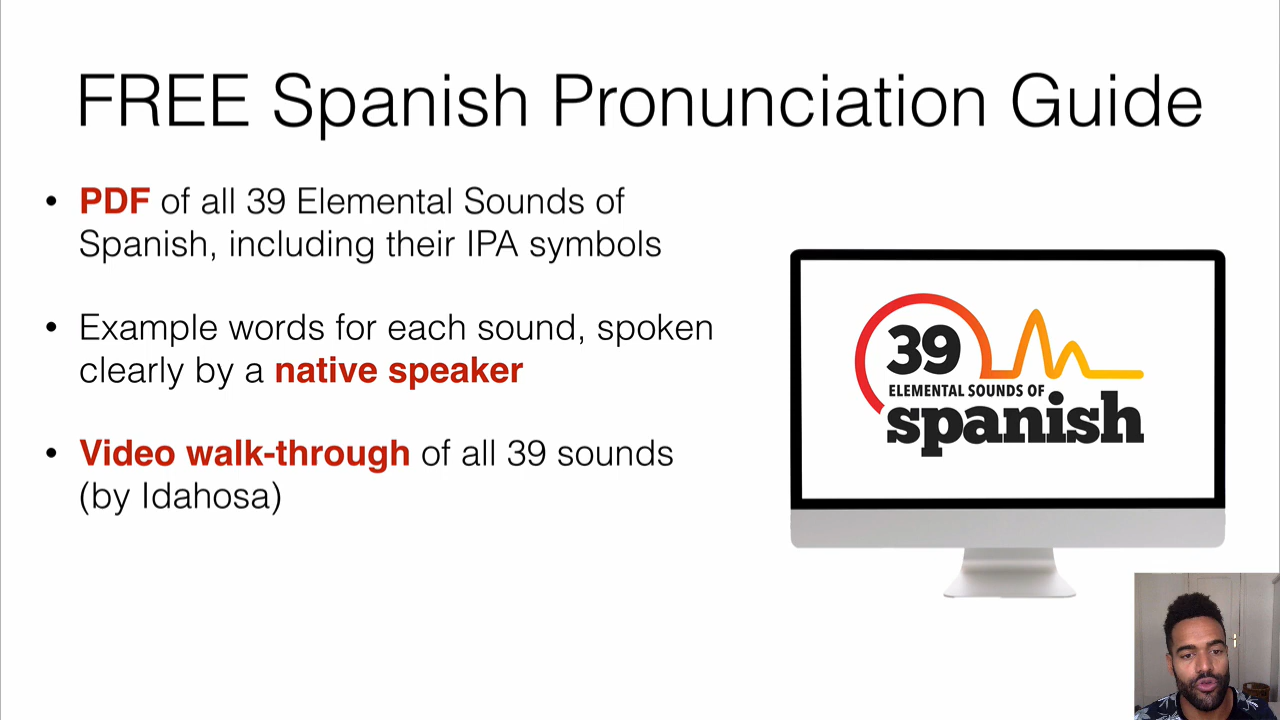 FREE Spanish Pronunciation Guide
• PDF of all 39 Elemental Sounds of
Spanish, including their IPA symbols
• Example words for each sound, spoken
clearly by a native speaker
• Video walk-through of all 39 sounds
(by Idahosa)
39
ELEMENTAL SOUNDS OF
spanish